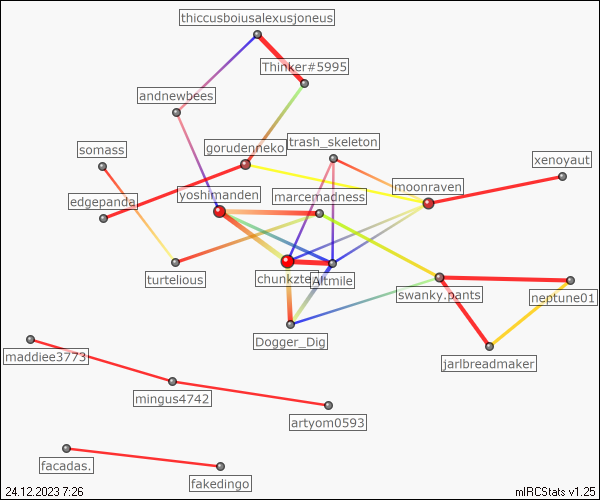 thiccusboiusalexusjoneus
Thinker#5995
andnewbees
gorudenneko
trash_skeleton
somass
xenoyaut
edgepanda
yoshimanden
marcemadness
moonraven
turtelious
Altmile
swanky.pants
neptune01
Dogger_Dig
maddiee3773
jarlbreadmaker
mingus4742
artyom0593
facadas.
fakedingo
24.12.2023 7:26
mIRCStats v1.25